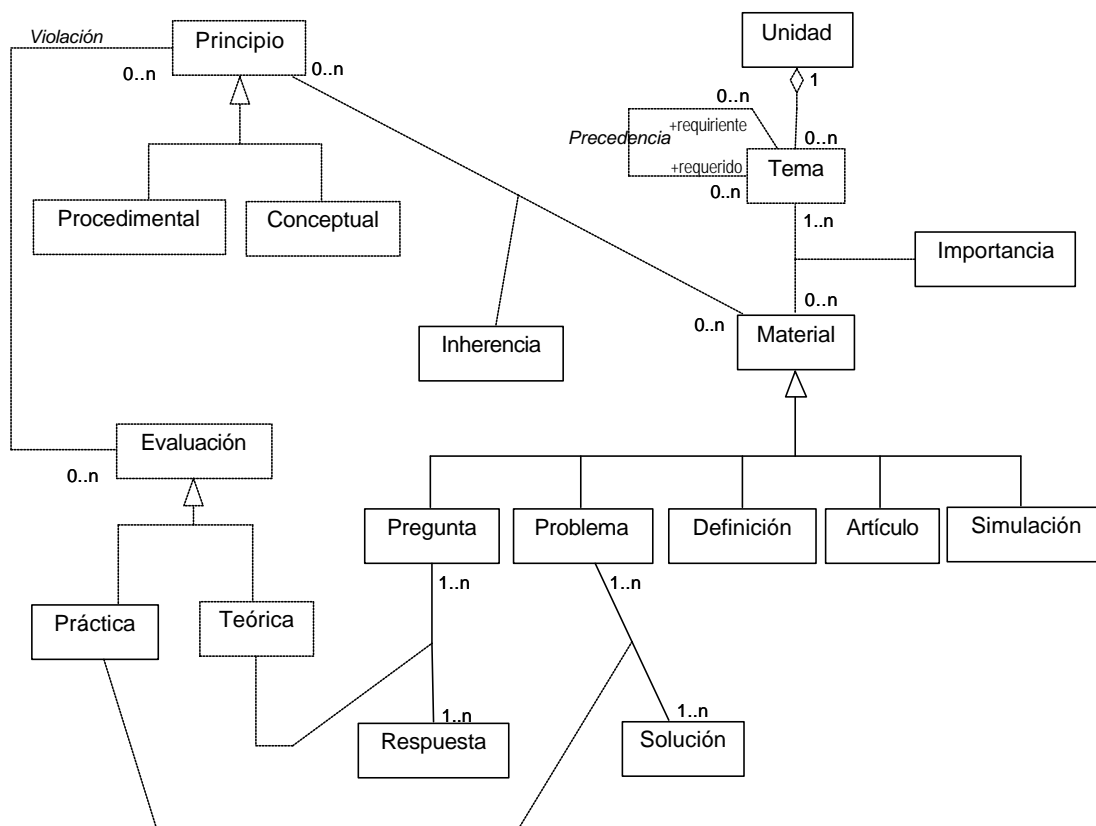 Violación
Principio
0..n
0..n
Unidad
1
0..n
+requiriente
Precedencia
0..n
+requerido
Tema
0..n
Procedimental
Conceptual
1..n
Importancia
0..n
0..n
Material
Inherencia
Evaluación
0..n
Pregunta
Problema
Definición
Artículo
Simulación
1..n
1..n
Práctica
Teórica
1..n
1..n
Respuesta
Solución